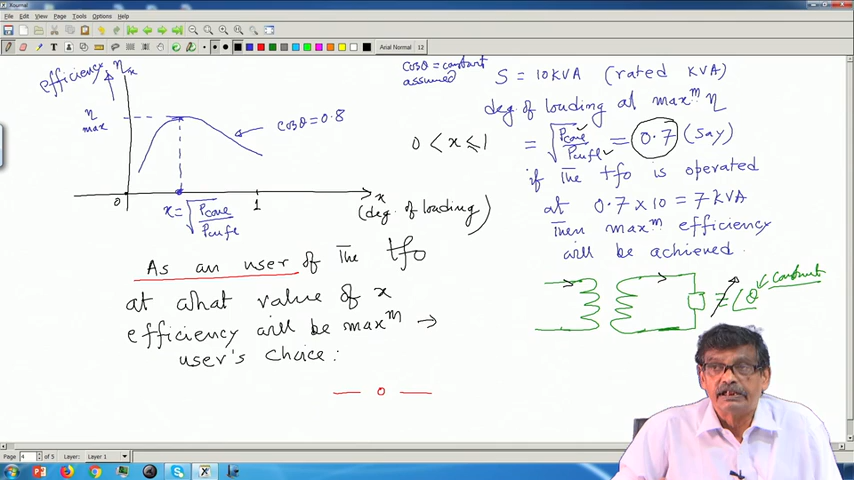 File Edit View Page Tools Options Help
Arial Normal 12
efficiency ηx
η
max
cosθ=0.8
0
x=√Pcore/Pcufl
1
x
(deg. of loading)
0 < x ≤ 1
cosθ=constant
assumed
S = 10KVA (rated KVA)
deg of loading at maxᵐ η
= √Pcore/Pcufl = 0.7 (Say)
if The tfo is operated
at 0.7 x 10 = 7 KVA
Then maxᵐ efficiency
will be achieved.
As an user of The tfo
at what value of x
efficiency will be maxᵐ →
user's choice:
— o —
Z∠θ ← constant
Page 4 of 5 Layer: Layer 1